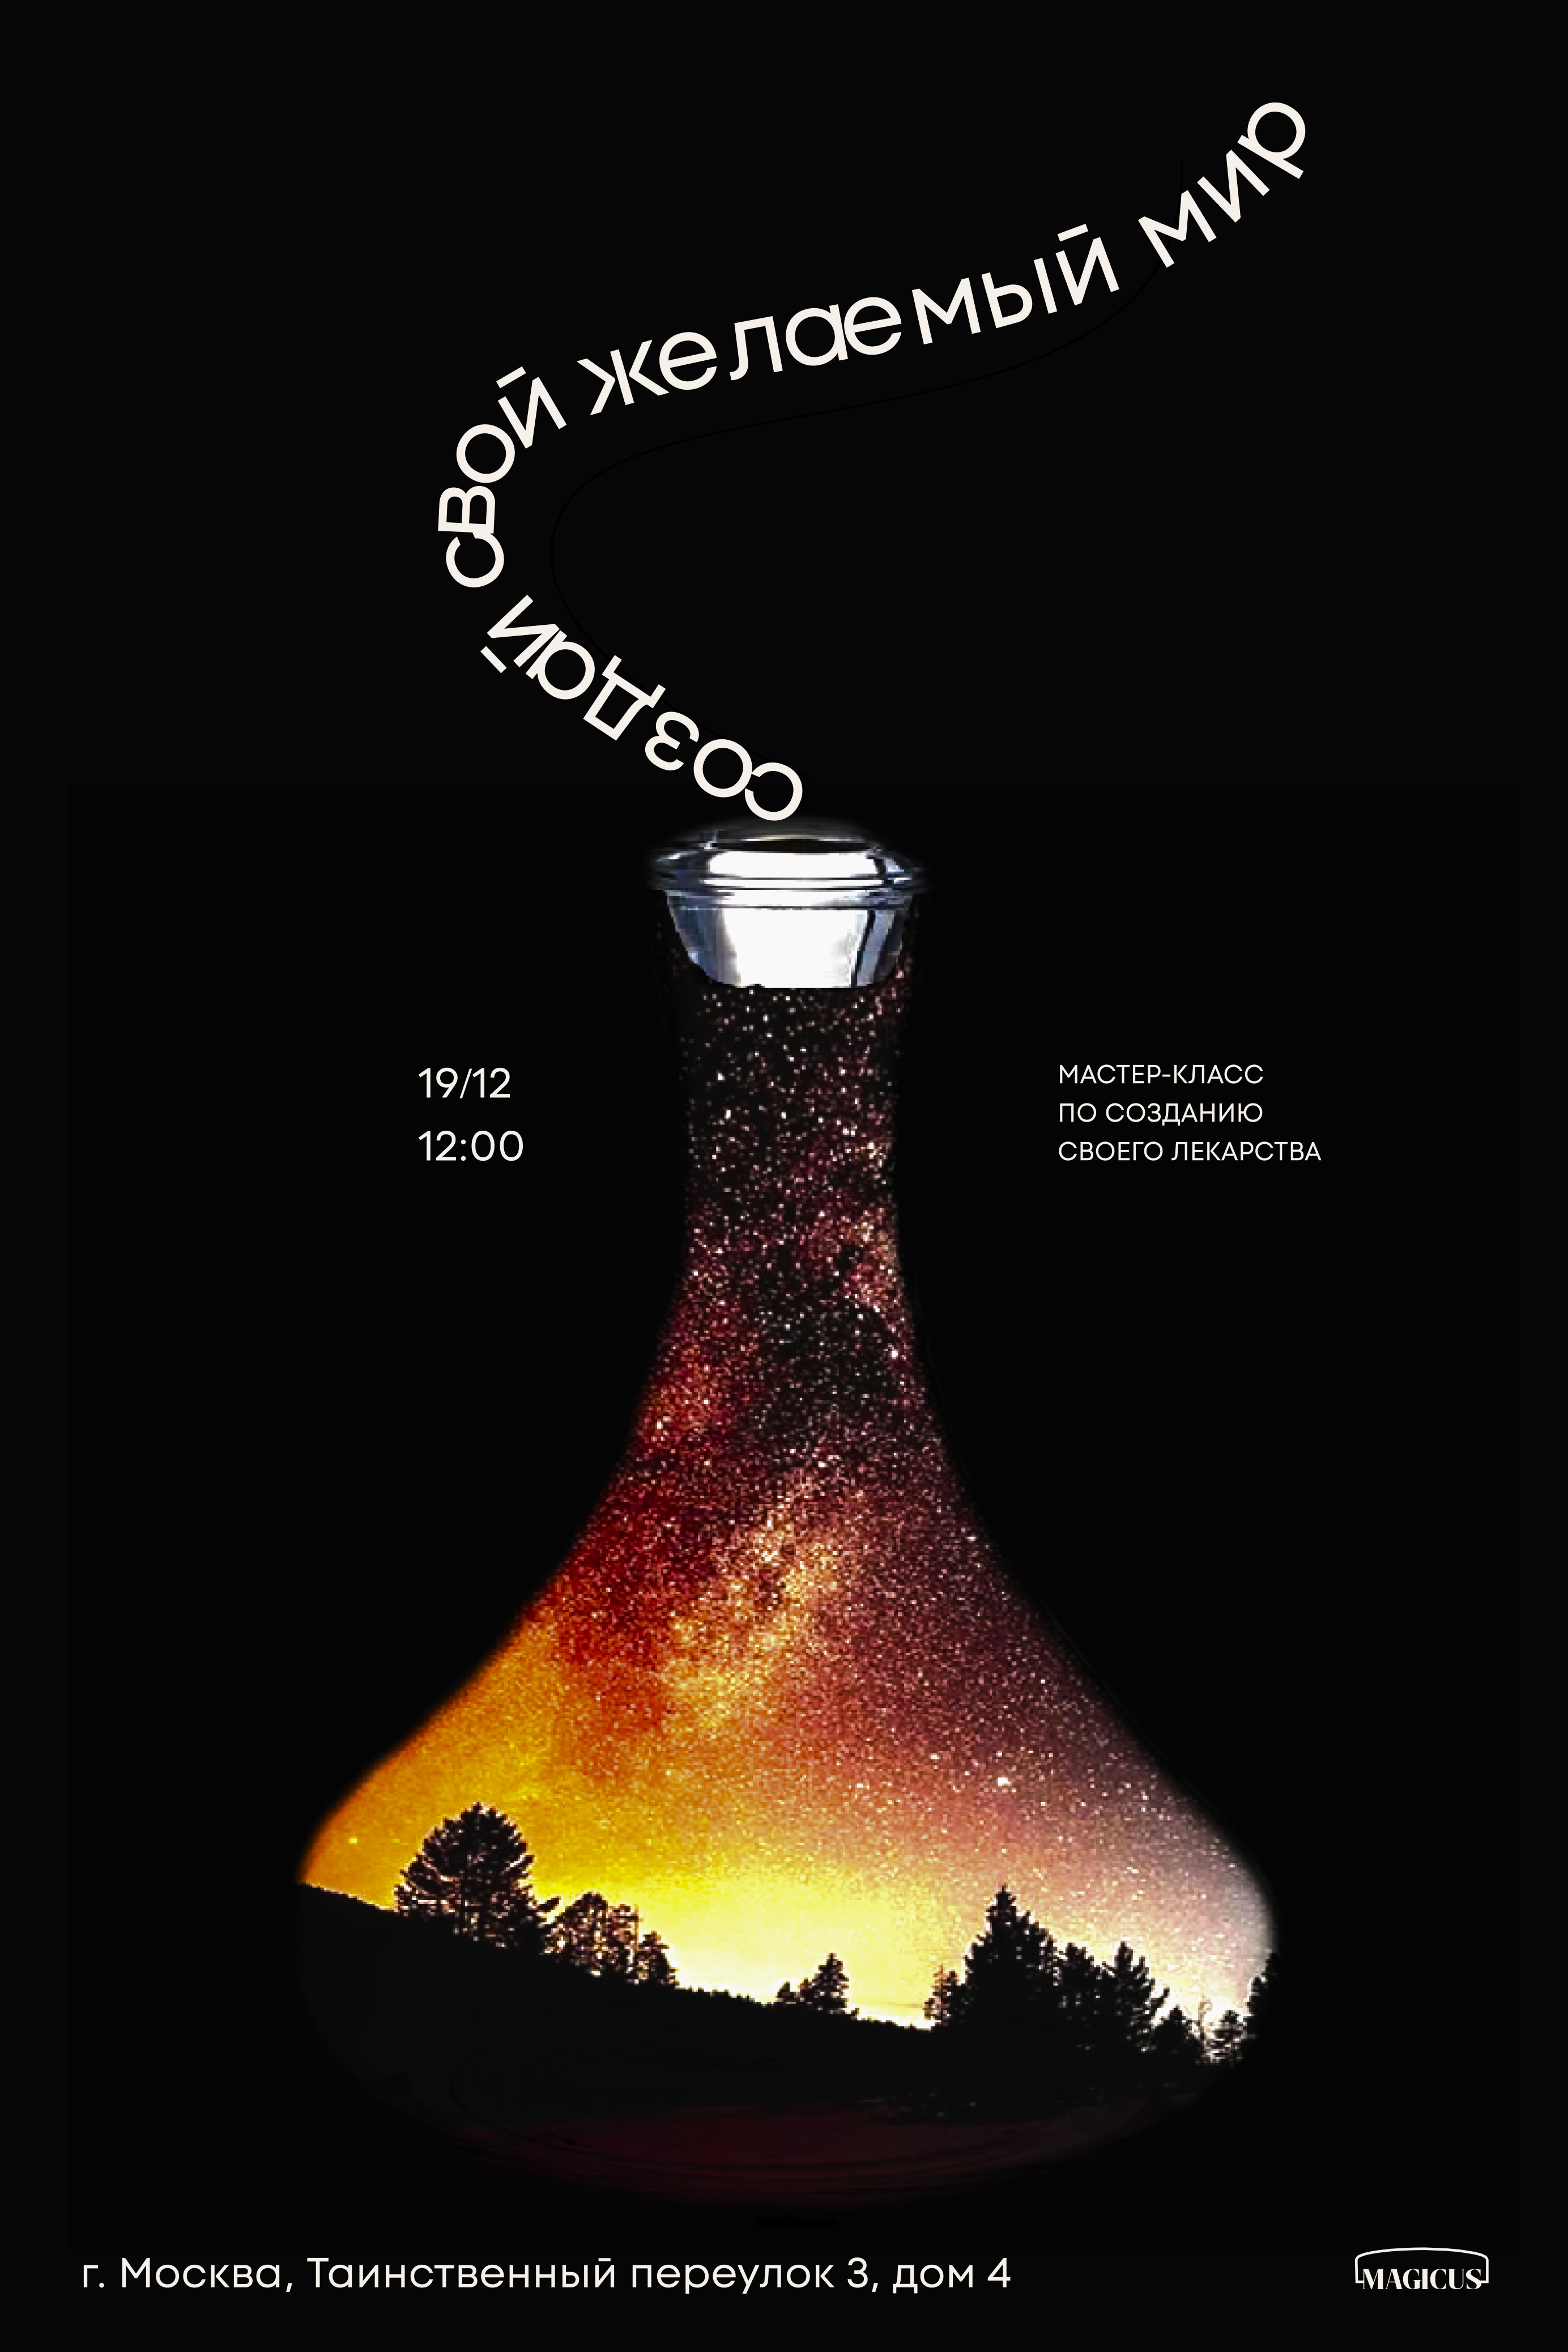 создай свой желаемый мир
19/12
12:00
МАСТЕР-КЛАСС
ПО СОЗДАНИЮ
СВОЕГО ЛЕКАРСТВА
г. Москва, Таинственный переулок 3, дом 4
MAGICUS